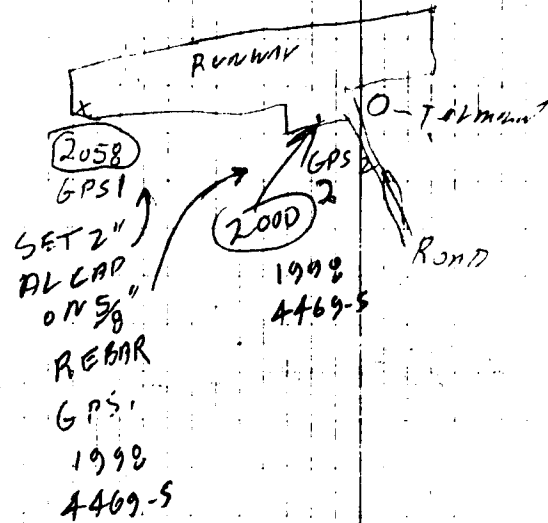 RUNWAY
2058
GPS1
SET 2"
AL CAP
ON 5/8"
REBAR
GPS1
1998
4469-S
GPS
2
2000
1998
4469-S
ROAD